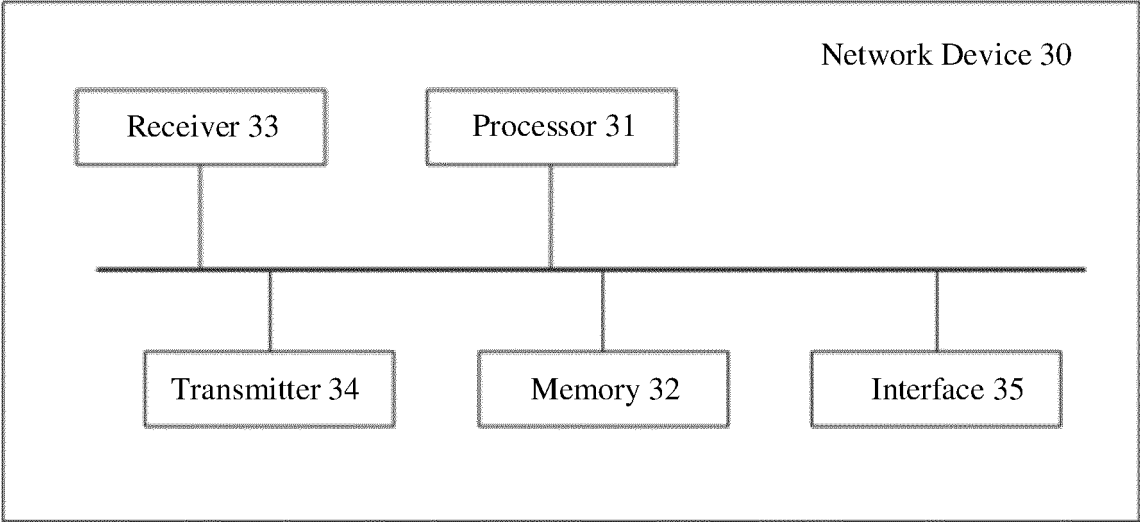 Network Device 30
Receiver 33
Processor 31
Transmitter 34
Memory 32
Interface 35